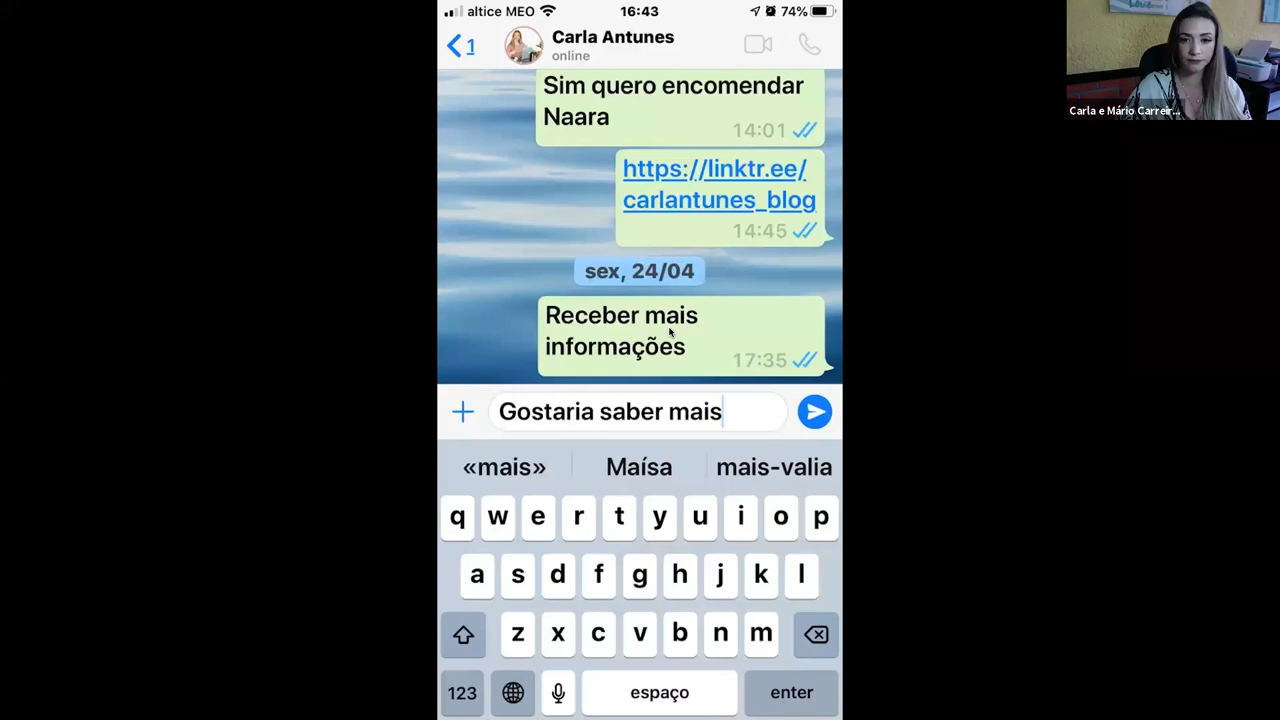 altice MEO
16:43
74%
1
Carla Antunes
online
Sim quero encomendar
Naara
14:01
https://linktr.ee/
carlantunes_blog
14:45
sex, 24/04
Receber mais
informações
17:35
Gostaria saber mais
«mais» Maísa mais-valia
q w e r t y u i o p
a s d f g h j k l
z x c v b n m
123 espaço enter
Carla e Mário Carreir...